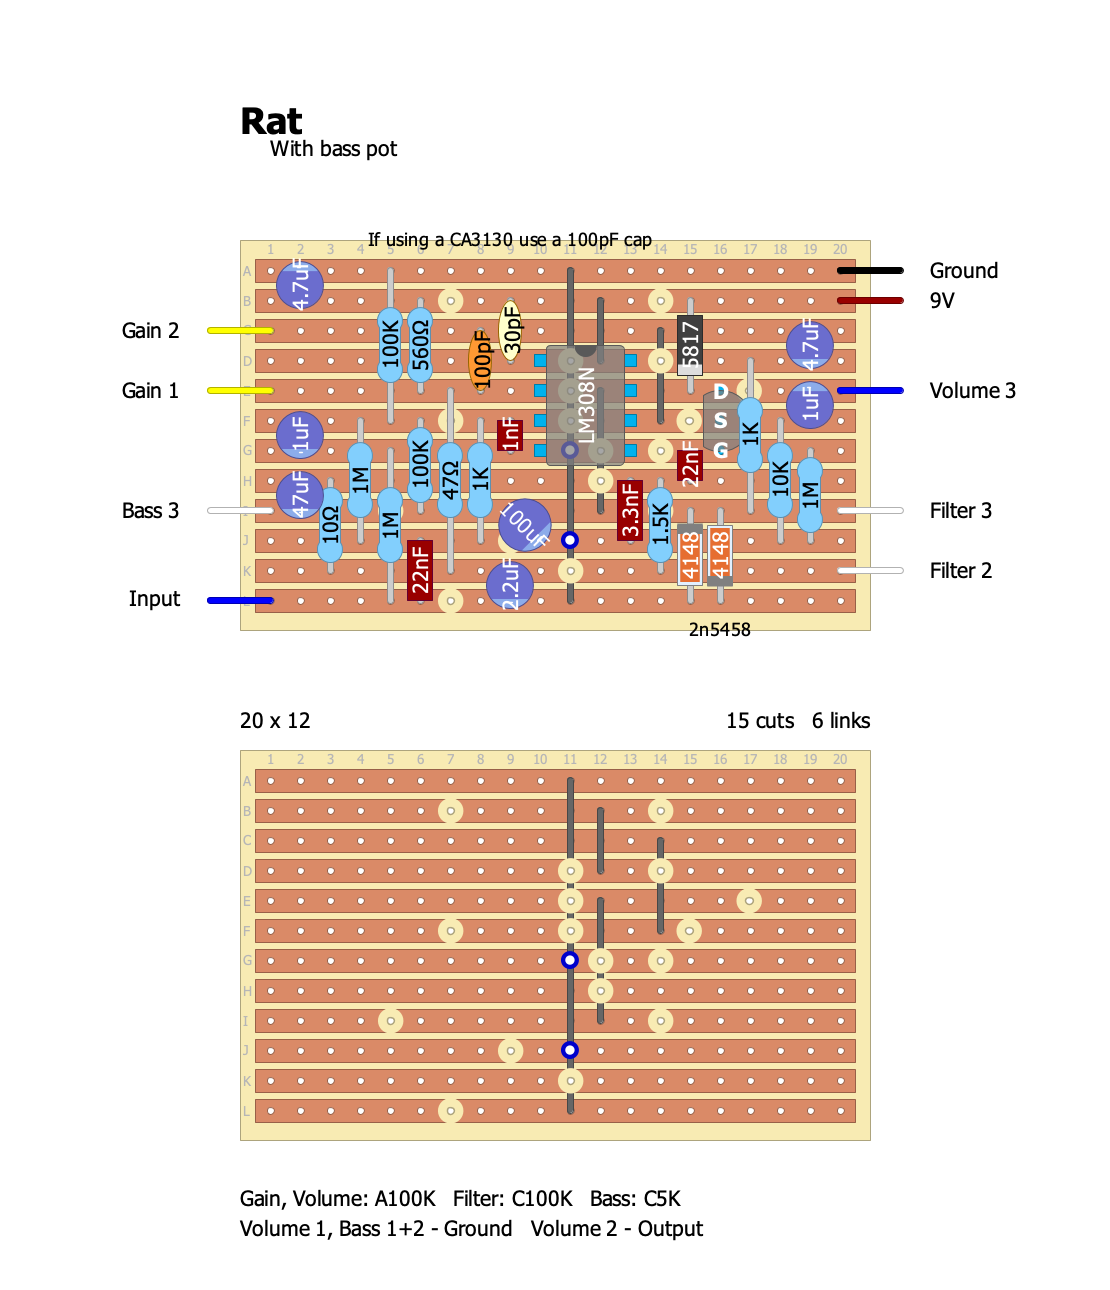 Rat
With bass pot
If using a CA3130 use a 100pF cap
1 2 3 4 5 6 7 8 9 10 11 12 13 14 15 16 17 18 19 20
A
4.7uF
Ground
B
9V
Gain 2
100K
560Ω
100pF
30pF
5817
4.7uF
D
Gain 1
LM308N
D
S
G
1K
1uF
Volume 3
F
1uF
1M
100K
47Ω
1K
1nF
22nF
10K
1M
G
H
47uF
Bass 3
10Ω
1M
100uF
3.3nF
1.5K
4148
4148
Filter 3
J
K
22nF
2.2uF
Filter 2
Input
2n5458
20 x 12
15 cuts 6 links
1 2 3 4 5 6 7 8 9 10 11 12 13 14 15 16 17 18 19 20
A
B
C
D
E
F
G
H
I
J
K
L
Gain, Volume: A100K Filter: C100K Bass: C5K
Volume 1, Bass 1+2 - Ground Volume 2 - Output